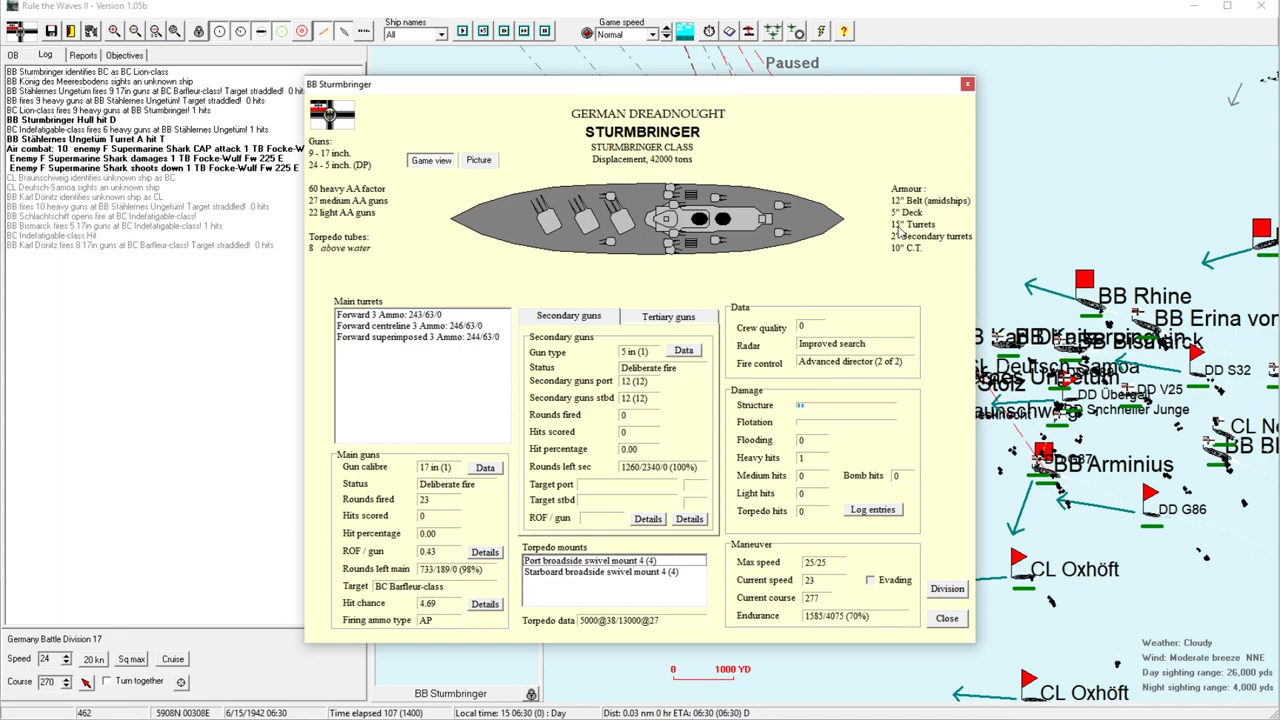 Rule the Waves II - Version 1.05b
Ship names
All
Game speed
Normal
OB Log Reports Objectives
BB Sturmbringer identifies BC as BC Lion-class
BB König des Meeresbodens sights an unknown ship
BB Stählernes Ungetüm fires 9 17in guns at BC Barfleur-class! Target straddled! 0 hits
BB fires 9 heavy guns at BB Stählernes Ungetüm! Target straddled! 0 hits
BC Lion-class fires 9 heavy guns at BB Sturmbringer! 1 hits
BB Sturmbringer Hull hit D
BC Indefatigable-class fires 6 heavy guns at BB Stählernes Ungetüm! 1 hits
BB Stählernes Ungetüm Turret A hit T
Air combat: 10 enemy F Supermarine Shark CAP attack 1 TB Focke-W
Enemy F Supermarine Shark damages 1 TB Focke-Wulf Fw 225 E
Enemy F Supermarine Shark shoots down 1 TB Focke-Wulf Fw 225 E
CL Braunschweig identifies unknown ship as BC
CL Deutsch-Samoa sights an unknown ship
BB Karl Dönitz identifies unknown ship as CL
BB fires 10 heavy guns at BB Stählernes Ungetüm! Target straddled! 0 hits
BB Schlachtschiff opens fire at BC Indefatigable-class!
BB Bismarck fires 5 17in guns at BC Indefatigable-class! 1 hits
BC Indefatigable-class Hit
BB Karl Dönitz fires 8 17in guns at BC Barfleur-class! Target straddled! 0 hits
Germany Battle Division 17
Speed 24 20 kn Sq max Cruise
Course 270 Turn together
BB Sturmbringer
GERMAN DREADNOUGHT
STURMBRINGER
STURMBRINGER CLASS
Displacement, 42000 tons
Guns:
9 - 17 inch.
24 - 5 inch. (DP)
60 heavy AA factor
27 medium AA guns
22 light AA guns
Torpedo tubes:
8 above water
Game view Picture
Armour :
12" Belt (amidships)
5" Deck
15" Turrets
2" Secondary turrets
10" C.T.
Main turrets
Forward 3 Ammo: 243/63/0
Forward centreline 3 Ammo: 246/63/0
Forward superimposed 3 Ammo: 244/63/0
Main guns
Gun calibre 17 in (1) Data
Status Deliberate fire
Rounds fired 23
Hits scored 0
Hit percentage 0.00
ROF / gun 0.43 Details
Rounds left main 733/189/0 (98%)
Target BC Barfleur-class
Hit chance 4.69 Details
Firing ammo type AP
Secondary guns Tertiary guns
Secondary guns
Gun type 5 in (1) Data
Status Deliberate fire
Secondary guns port 12 (12)
Secondary guns stbd 12 (12)
Rounds fired 0
Hits scored 0
Hit percentage 0.00
Rounds left sec 1260/2340/0 (100%)
Target port
Target stbd
ROF / gun Details Details
Torpedo mounts
Port broadside swivel mount 4 (4)
Starboard broadside swivel mount 4 (4)
Torpedo data 5000@38/13000@27
Data
Crew quality 0
Radar Improved search
Fire control Advanced director (2 of 2)
Damage
Structure
Flotation
Flooding 0
Heavy hits 1
Medium hits 0 Bomb hits 0
Light hits 0
Torpedo hits 0 Log entries
Maneuver
Max speed 25/25
Current speed 23 Evading
Current course 277
Endurance 1585/4075 (70%)
Division
Close
Paused
BB Rhine
BB Erina von
CL Deutsch-Samoa
DD S32
DD V25
DD Übergal
DD Schneller Junge
CL Ne
BB Bl
DD G87
BB Arminius
DD G86
CL Oxhöft
CL Oxhöft
0 1000 YD
Weather: Cloudy
Wind: Moderate breeze NNE
Day sighting range: 26,000 yds
Night sighting range: 4,000 yds
BB Sturmbringer
462 5908N 00308E 6/15/1942 06:30 Time elapsed 107 (1400) Local time: 15 06:30 (0) : Day Dist: 0.03 nm 0 hr ETA: 06:30 (06:30) D